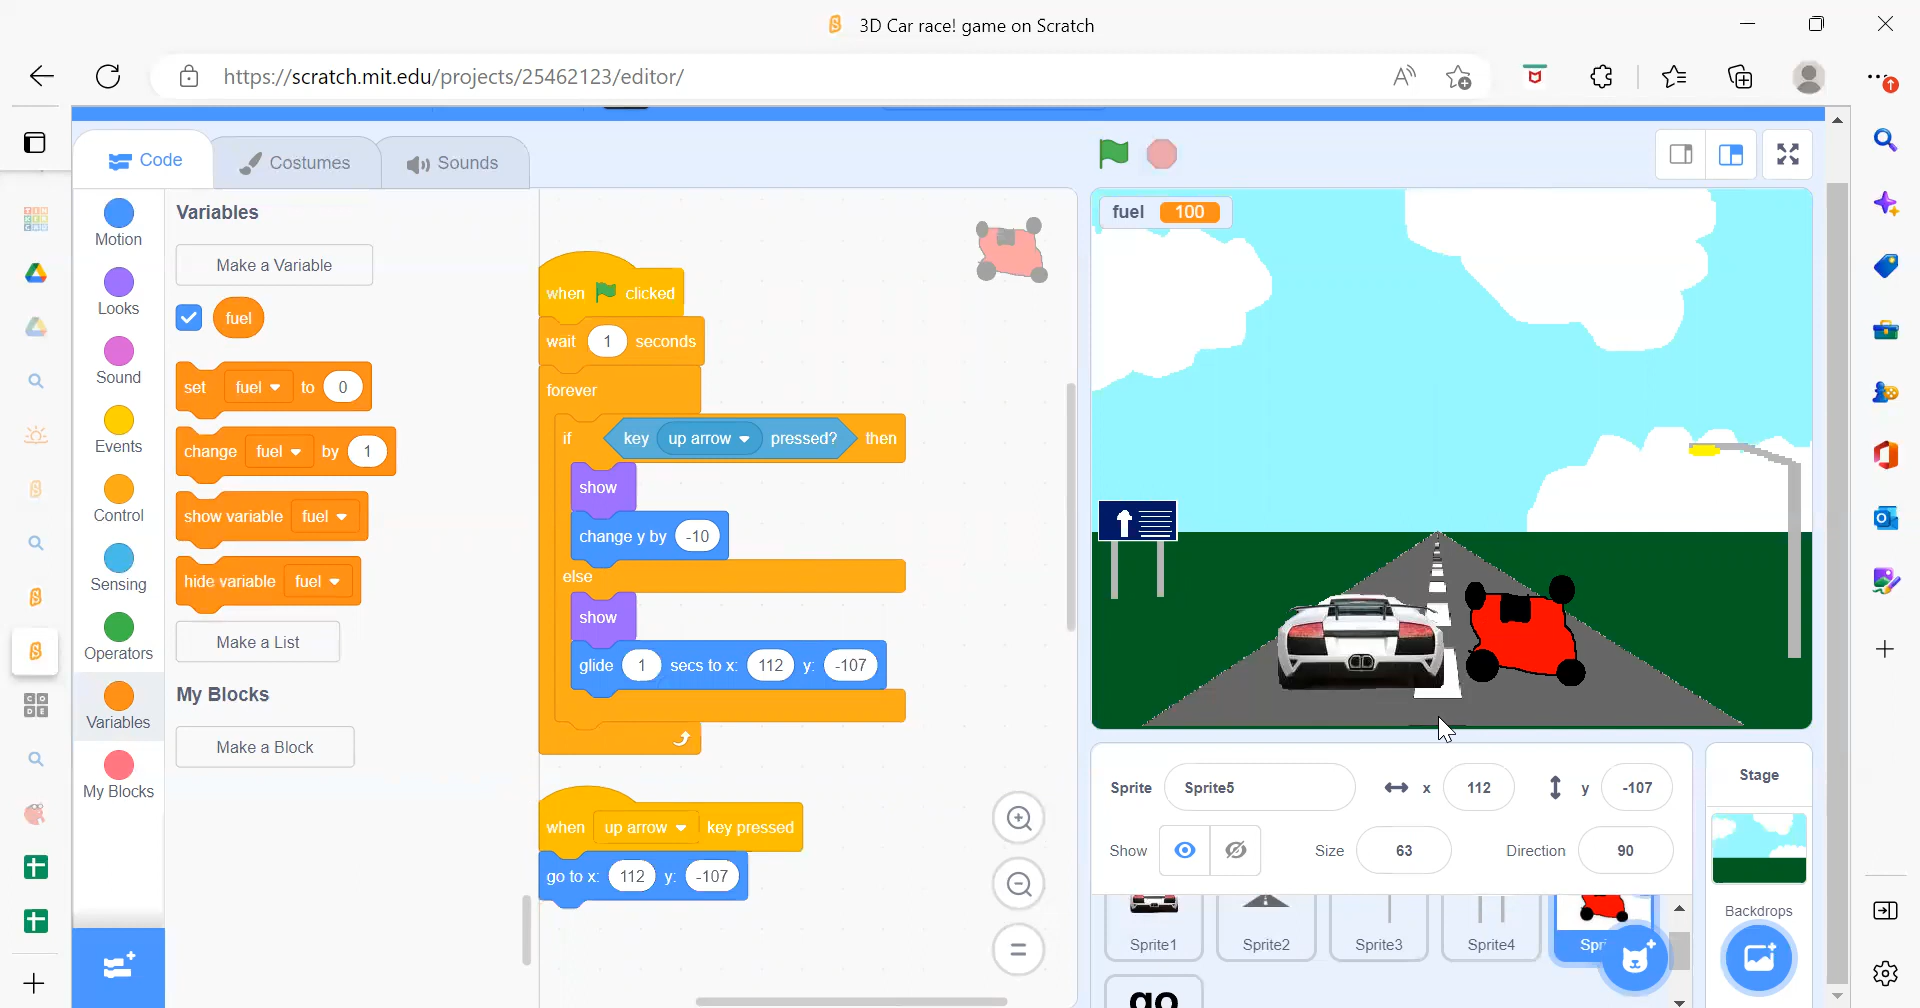 3D Car race! game on Scratch
https://scratch.mit.edu/projects/25462123/editor/
Code
Costumes
Sounds
Motion
Looks
Sound
Events
Control
Sensing
Operators
Variables
My Blocks
Variables
Make a Variable
fuel
set fuel to 0
change fuel by 1
show variable fuel
hide variable fuel
Make a List
My Blocks
Make a Block
when clicked
wait 1 seconds
forever
if key up arrow pressed? then
show
change y by -10
else
show
glide 1 secs to x: 112 y: -107
when up arrow key pressed
go to x: 112 y: -107
fuel 100
Sprite Sprite5 x 112 y -107
Show Size 63 Direction 90
Sprite1 Sprite2 Sprite3 Sprite4
go
Stage
Backdrops